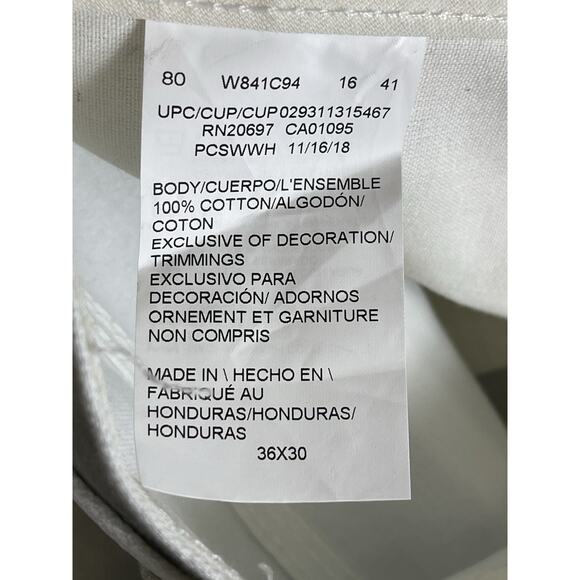 80 W841C94 16 41
UPC/CUP/CUP029311315467
RN20697 CA01095
PCSWWH 11/16/18
BODY/CUERPO/L'ENSEMBLE
100% COTTON/ALGODÓN/
COTON
EXCLUSIVE OF DECORATION/
TRIMMINGS
EXCLUSIVO PARA
DECORACIÓN/ ADORNOS
ORNEMENT ET GARNITURE
NON COMPRIS
MADE IN \ HECHO EN \
FABRIQUÉ AU
HONDURAS/HONDURAS/
HONDURAS
36X30